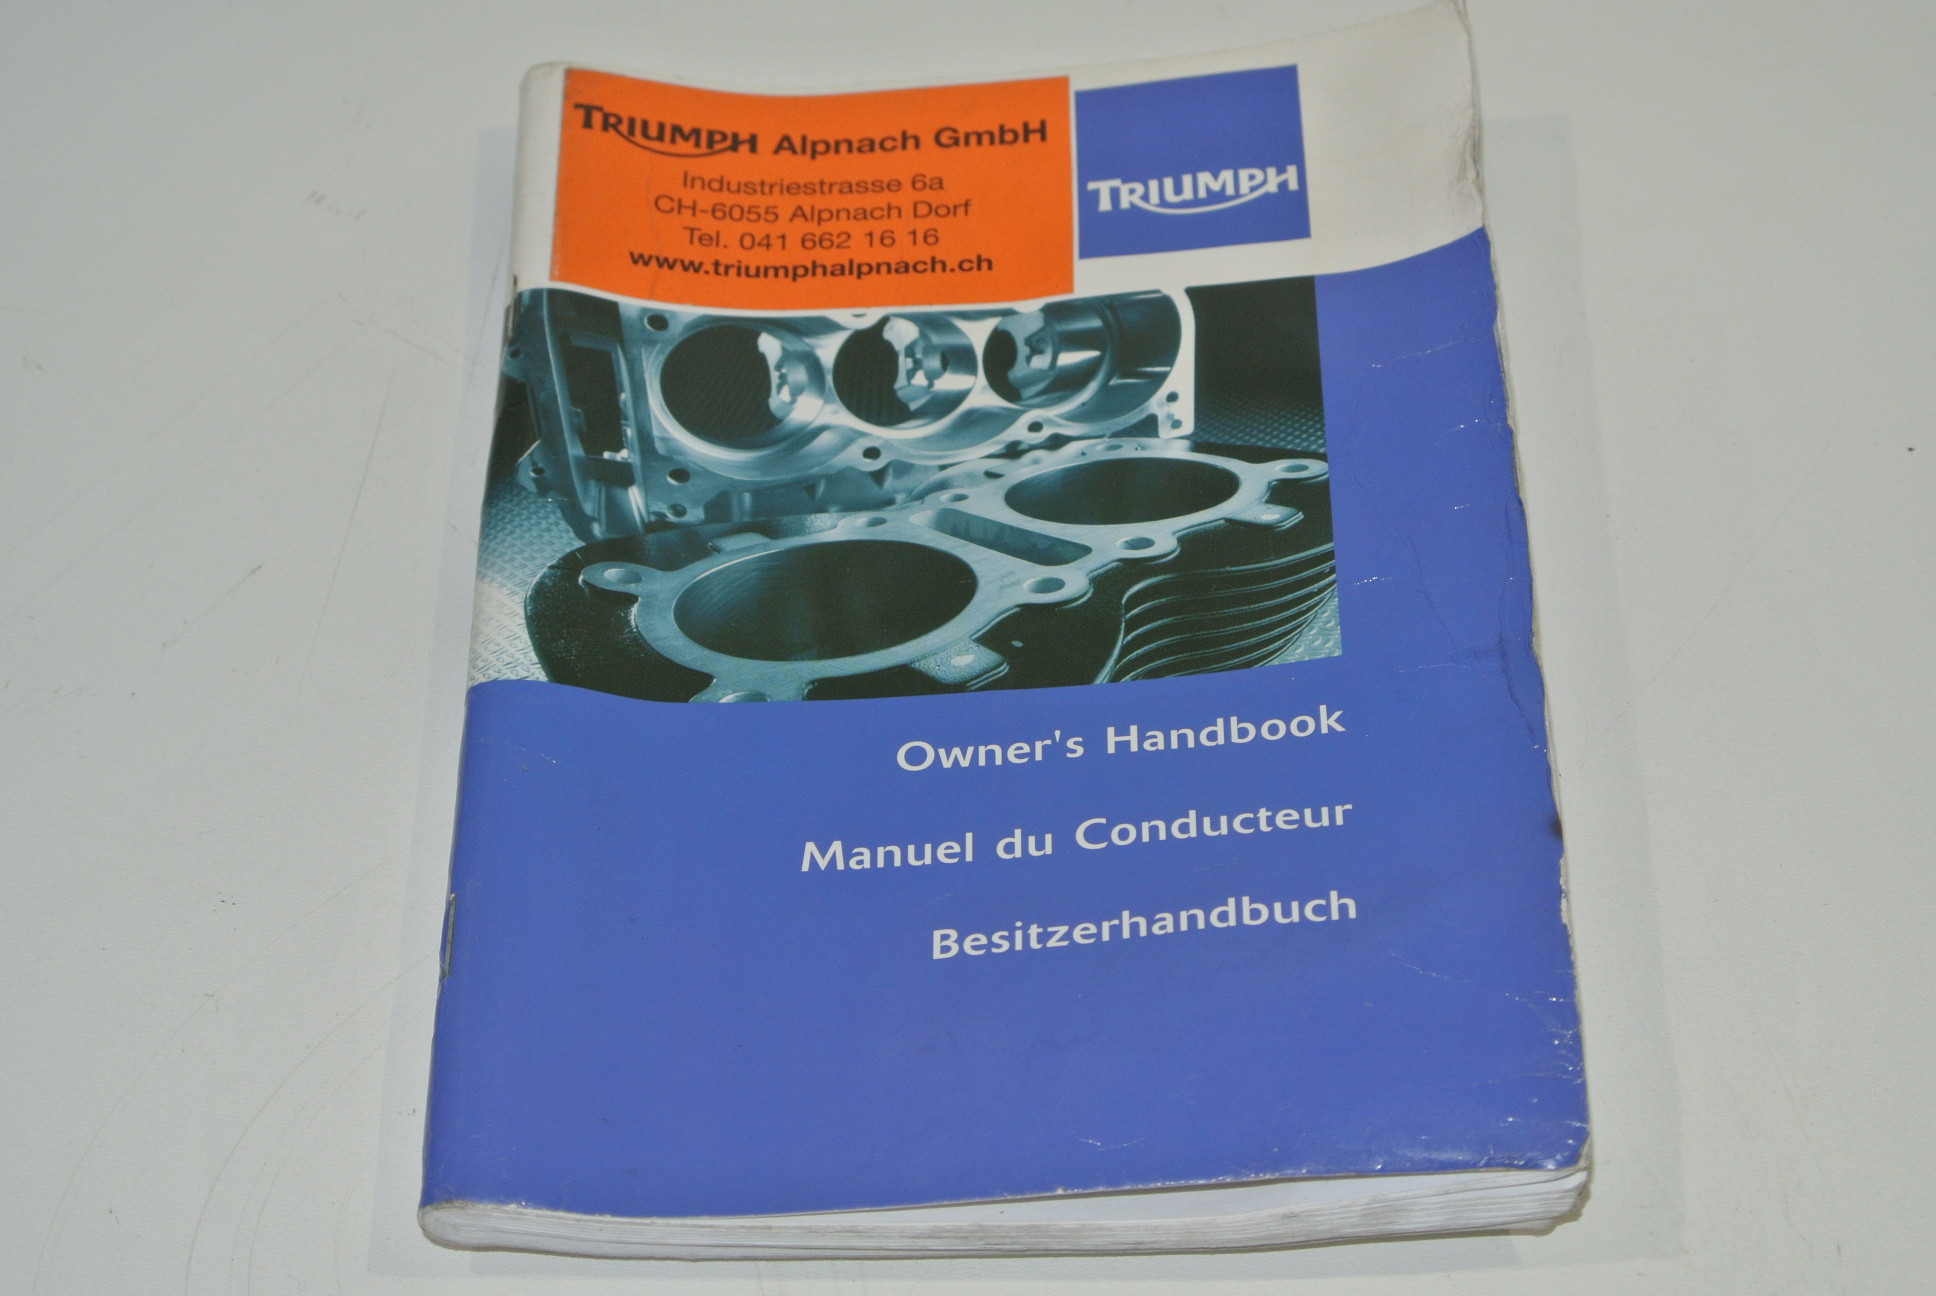 TRIUMPH Alpnach GmbH
Industriestrasse 6a
CH-6055 Alpnach Dorf
Tel. 041 662 16 16
www.triumphalpnach.ch
TRIUMPH
Owner's Handbook
Manuel du Conducteur
Besitzerhandbuch